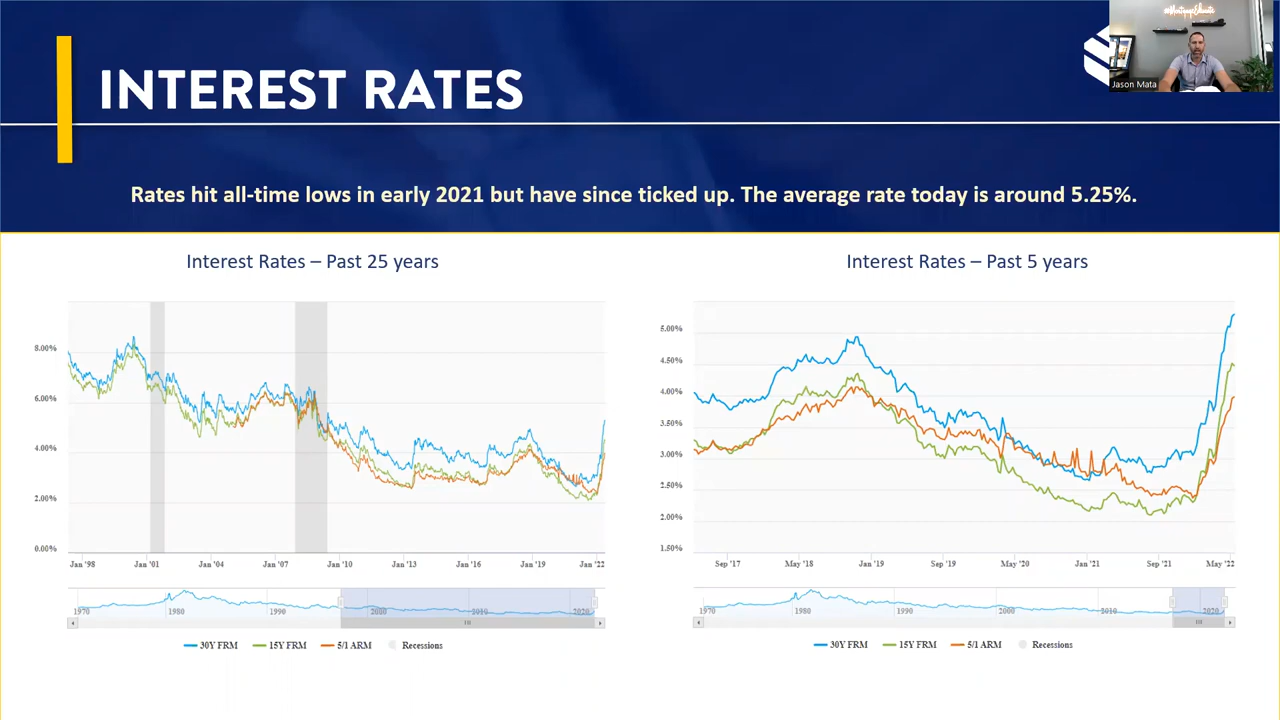 #MortgageElevate
Jason Mata
INTEREST RATES
Rates hit all-time lows in early 2021 but have since ticked up. The average rate today is around 5.25%.
Interest Rates – Past 25 years
8.00%
6.00%
4.00%
2.00%
0.00%
Jan '98 Jan '01 Jan '04 Jan '07 Jan '10 Jan '13 Jan '16 Jan '19 Jan '22
1970 1980 1990 2000 2010 2020
30Y FRM 15Y FRM 5/1 ARM Recessions
Interest Rates – Past 5 years
5.00%
4.50%
4.00%
3.50%
3.00%
2.50%
2.00%
1.50%
Sep '17 May '18 Jan '19 Sep '19 May '20 Jan '21 Sep '21 May '22
1970 1980 1990 2000 2010 2020
30Y FRM 15Y FRM 5/1 ARM Recessions